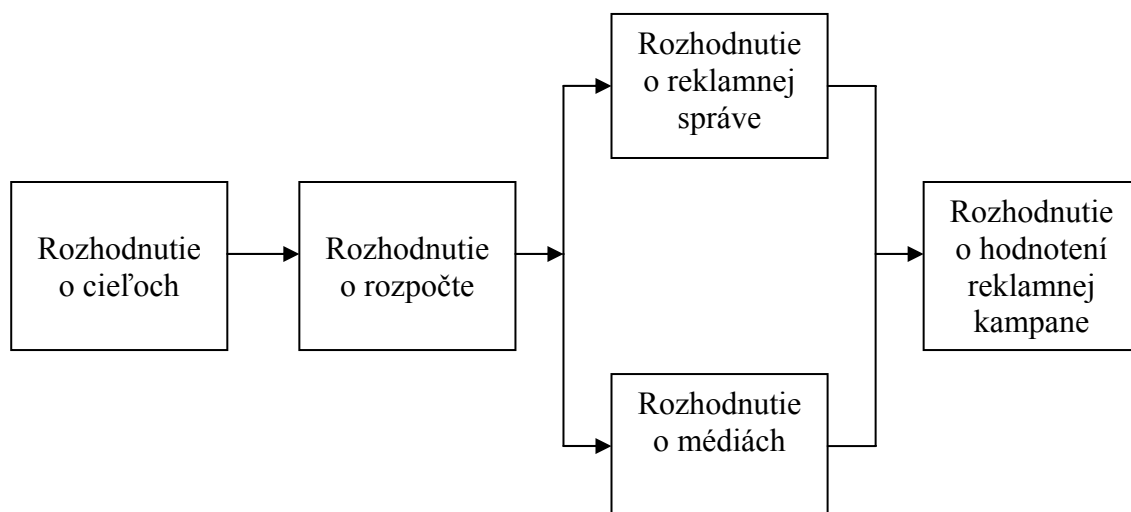 Rozhodnutie
o cieľoch
Rozhodnutie
o rozpočte
Rozhodnutie
o reklamnej
správe
Rozhodnutie
o médiách
Rozhodnutie
o hodnotení
reklamnej
kampane